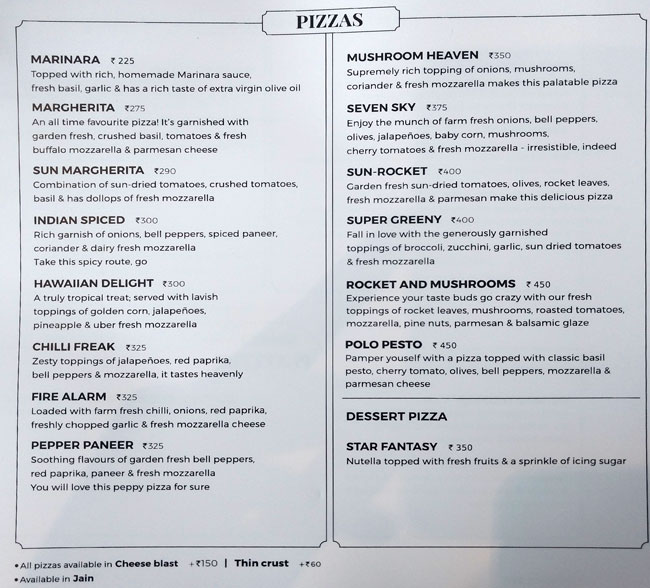 PIZZAS
MARINARA ₹ 225
Topped with rich, homemade Marinara sauce,
fresh basil, garlic & has a rich taste of extra virgin olive oil
MARGHERITA ₹275
An all time favourite pizza! It's garnished with
garden fresh, crushed basil, tomatoes & fresh
buffalo mozzarella & parmesan cheese
SUN MARGHERITA ₹290
Combination of sun-dried tomatoes, crushed tomatoes,
basil & has dollops of fresh mozzarella
INDIAN SPICED ₹300
Rich garnish of onions, bell peppers, spiced paneer,
coriander & dairy fresh mozzarella
Take this spicy route, go
HAWAIIAN DELIGHT ₹300
A truly tropical treat; served with lavish
toppings of golden corn, jalapeñoes,
pineapple & uber fresh mozzarella
CHILLI FREAK ₹325
Zesty toppings of jalapeñoes, red paprika,
bell peppers & mozzarella, it tastes heavenly
FIRE ALARM ₹325
Loaded with farm fresh chilli, onions, red paprika,
freshly chopped garlic & fresh mozzarella cheese
PEPPER PANEER ₹325
Soothing flavours of garden fresh bell peppers,
red paprika, paneer & fresh mozzarella
You will love this peppy pizza for sure
MUSHROOM HEAVEN ₹350
Supremely rich topping of onions, mushrooms,
coriander & fresh mozzarella makes this palatable pizza
SEVEN SKY ₹375
Enjoy the munch of farm fresh onions, bell peppers,
olives, jalapeñoes, baby corn, mushrooms,
cherry tomatoes & fresh mozzarella - irresistible, indeed
SUN-ROCKET ₹400
Garden fresh sun-dried tomatoes, olives, rocket leaves,
fresh mozzarella & parmesan make this delicious pizza
SUPER GREENY ₹400
Fall in love with the generously garnished
toppings of broccoli, zucchini, garlic, sun dried tomatoes
& fresh mozzarella
ROCKET AND MUSHROOMS ₹ 450
Experience your taste buds go crazy with our fresh
toppings of rocket leaves, mushrooms, roasted tomatoes,
mozzarella, pine nuts, parmesan & balsamic glaze
POLO PESTO ₹ 450
Pamper youself with a pizza topped with classic basil
pesto, cherry tomato, olives, bell peppers, mozzarella &
parmesan cheese
DESSERT PIZZA
STAR FANTASY ₹ 350
Nutella topped with fresh fruits & a sprinkle of icing sugar
• All pizzas available in Cheese blast +₹150 | Thin crust +₹60
• Available in Jain